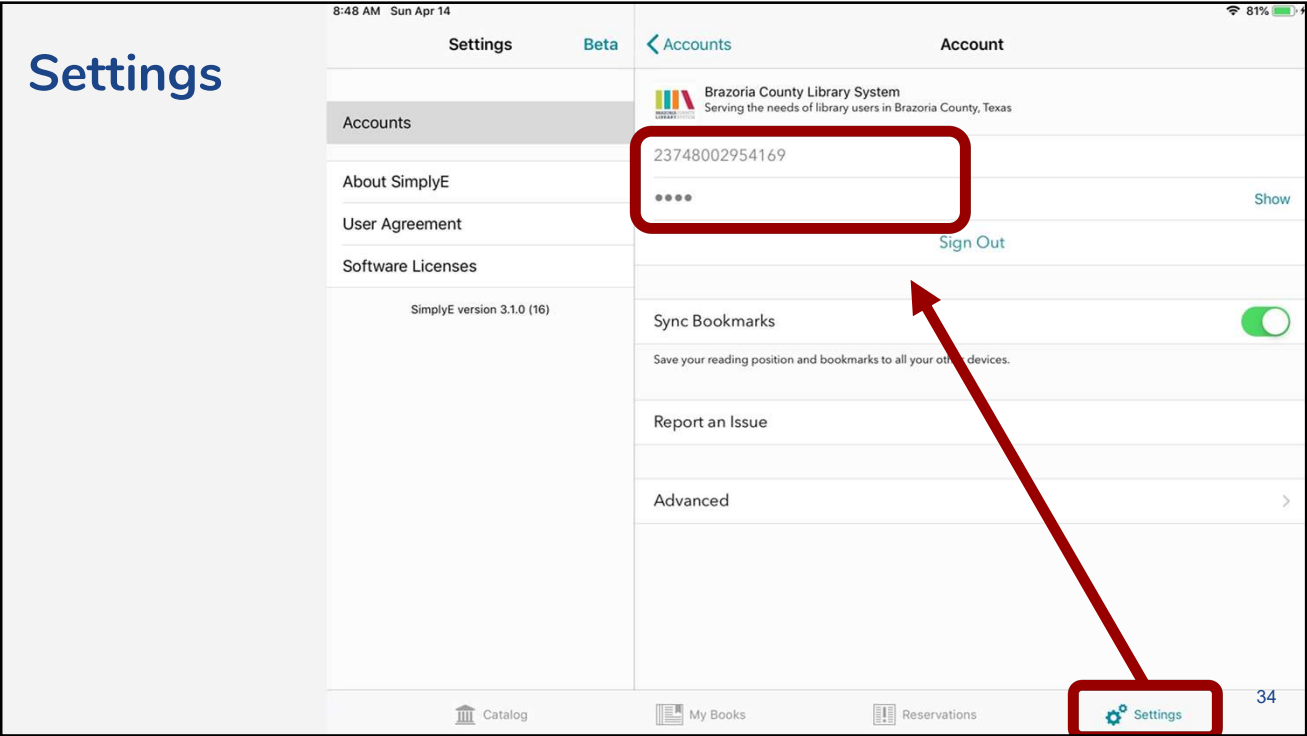 Settings
8:48 AM Sun Apr 14
81%
Settings Beta
Accounts
About SimplyE
User Agreement
Software Licenses
SimplyE version 3.1.0 (16)
Accounts Account
Brazoria County Library System
Serving the needs of library users in Brazoria County, Texas
23748002954169
••••
Show
Sign Out
Sync Bookmarks
Save your reading position and bookmarks to all your other devices.
Report an Issue
Advanced
Catalog My Books Reservations Settings
34